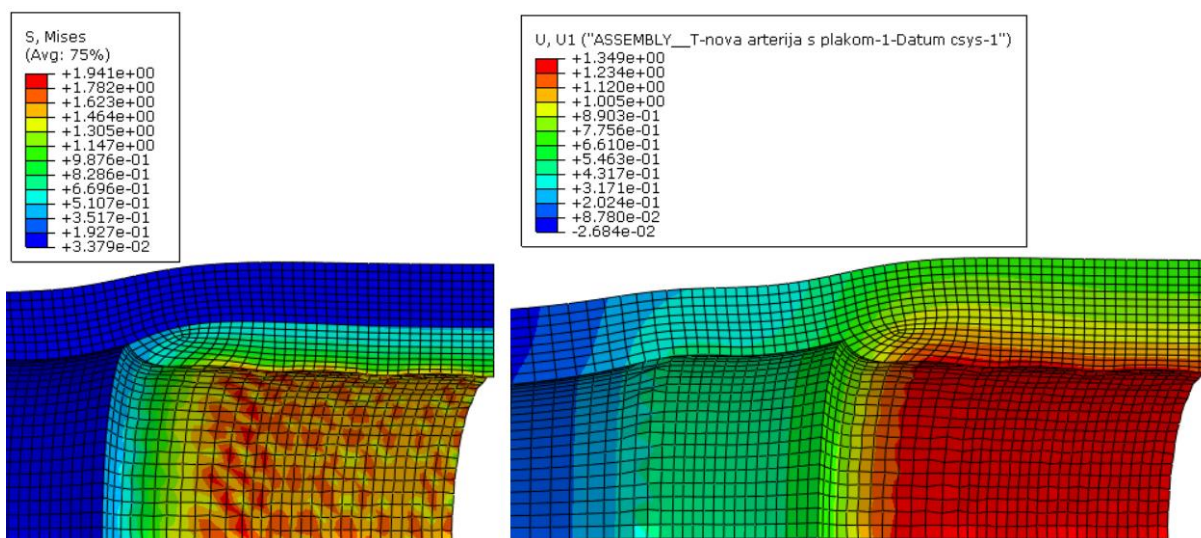 S, Mises
(Avg: 75%)
+1.941e+00
+1.782e+00
+1.623e+00
+1.464e+00
+1.305e+00
+1.147e+00
+9.876e-01
+8.286e-01
+6.696e-01
+5.107e-01
+3.517e-01
+1.927e-01
+3.379e-02
U, U1 ("ASSEMBLY__T-nova arterija s plakom-1-Datum csys-1")
+1.349e+00
+1.234e+00
+1.120e+00
+1.005e+00
+8.903e-01
+7.756e-01
+6.610e-01
+5.463e-01
+4.317e-01
+3.171e-01
+2.024e-01
+8.780e-02
-2.684e-02